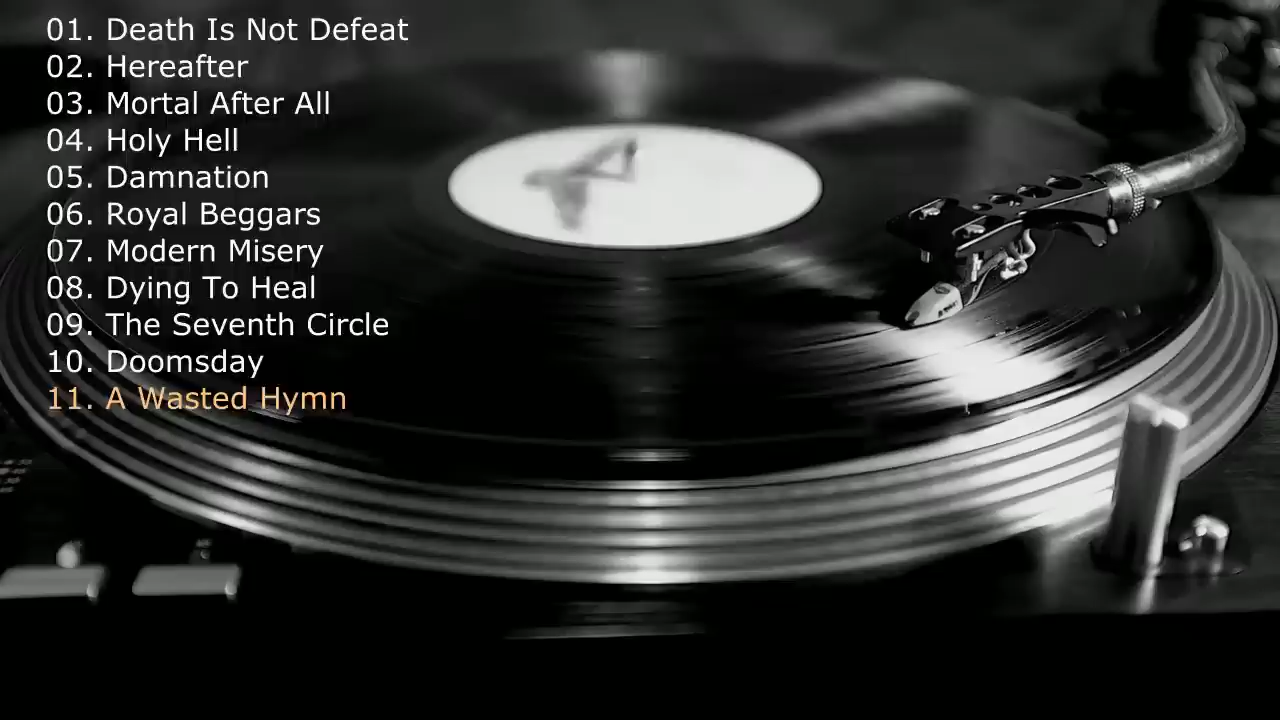 01. Death Is Not Defeat
02. Hereafter
03. Mortal After All
04. Holy Hell
05. Damnation
06. Royal Beggars
07. Modern Misery
08. Dying To Heal
09. The Seventh Circle
10. Doomsday
11. A Wasted Hymn